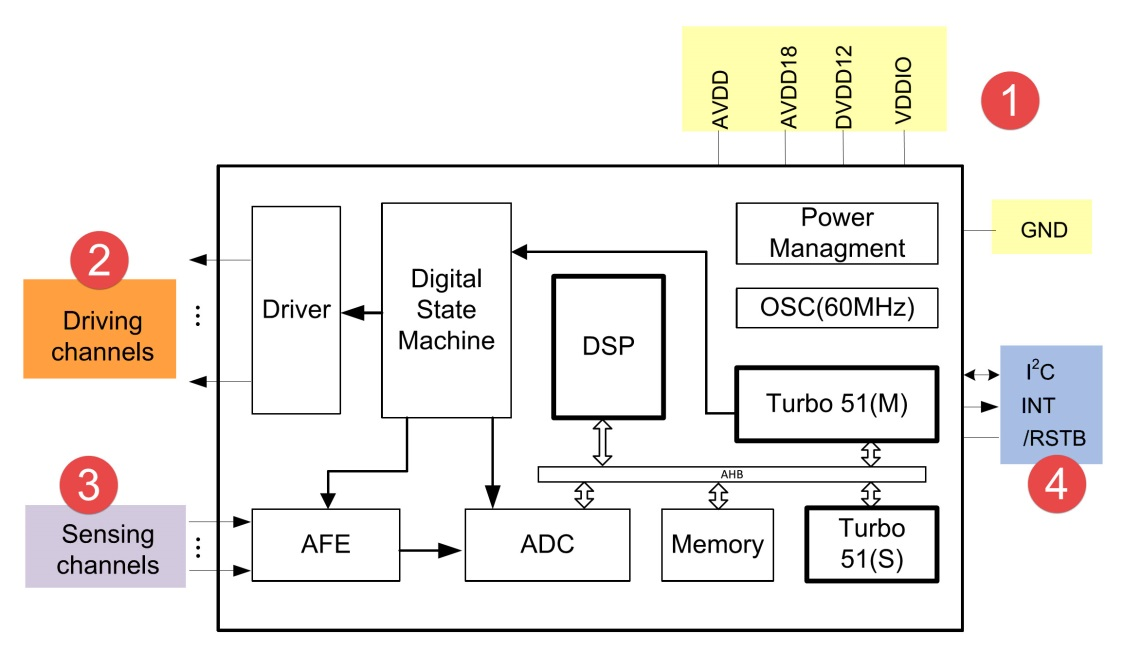 AVDD
AVDD18
DVDD12
VDDIO
1
Power
Managment
GND
2
Driving
channels
Driver
Digital
State
Machine
DSP
OSC(60MHz)
Turbo 51(M)
I²C
INT
/RSTB
4
AHB
3
Sensing
channels
AFE
ADC
Memory
Turbo
51(S)